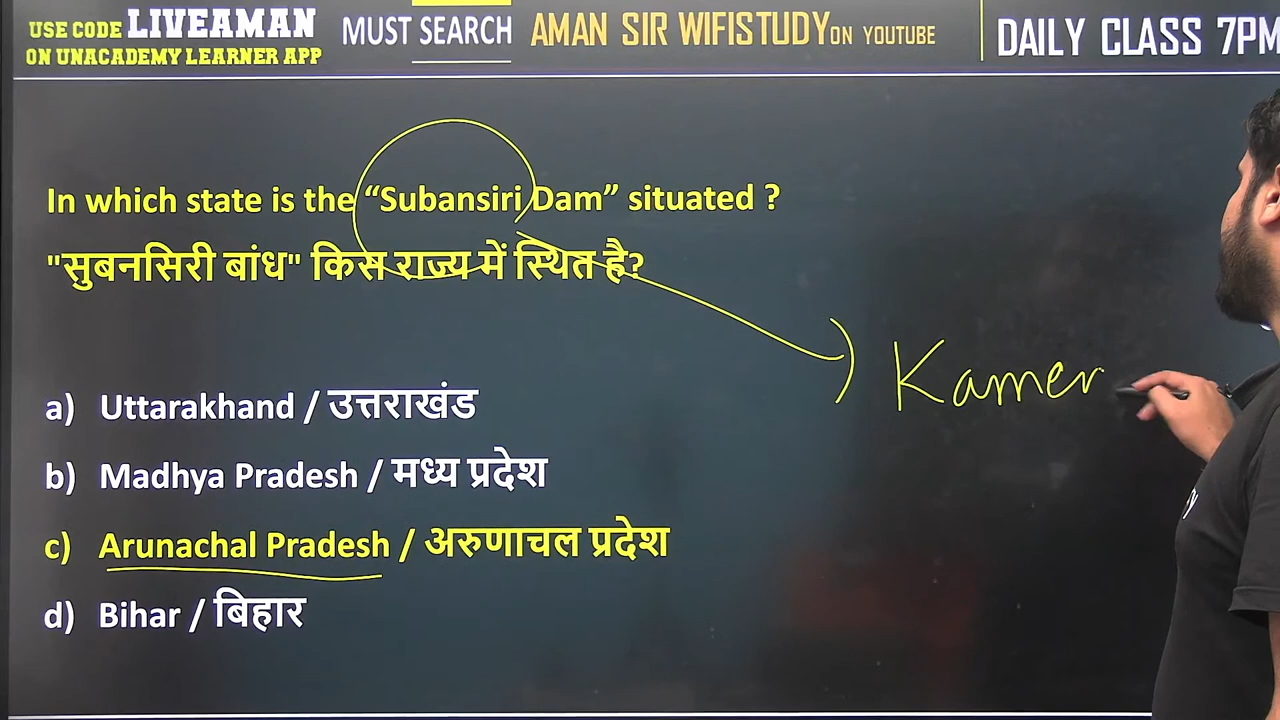 USE CODE LIVEAMAN
ON UNACADEMY LEARNER APP
MUST SEARCH AMAN SIR WIFISTUDY ON YOUTUBE
DAILY CLASS 7PM
In which state is the “Subansiri Dam” situated ?
"सुबनसिरी बांध" किस राज्य में स्थित है?
Kamer
a) Uttarakhand / उत्तराखंड
b) Madhya Pradesh / मध्य प्रदेश
c) Arunachal Pradesh / अरुणाचल प्रदेश
d) Bihar / बिहार